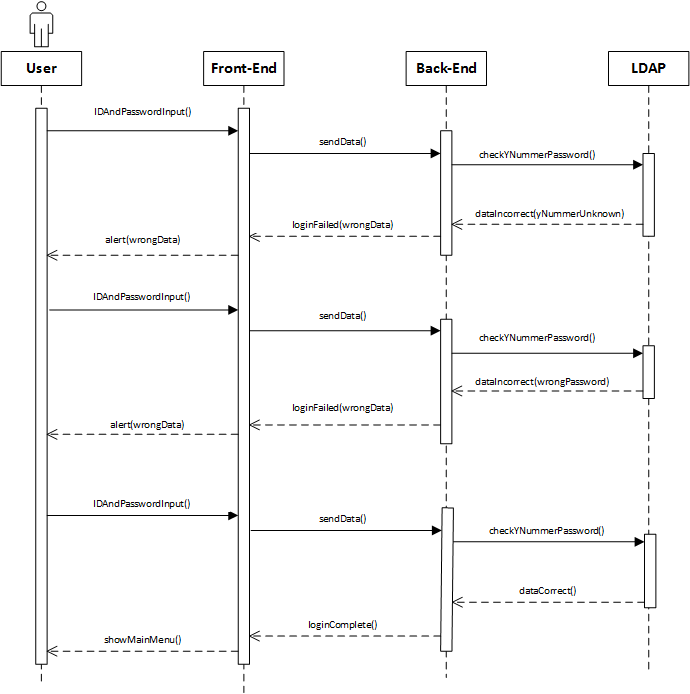 User
Front-End
Back-End
LDAP
IDAndPasswordInput()
sendData()
checkYNummerPassword()
dataIncorrect(yNummerUnknown)
loginFailed(wrongData)
alert(wrongData)
IDAndPasswordInput()
sendData()
checkYNummerPassword()
dataIncorrect(wrongPassword)
loginFailed(wrongData)
alert(wrongData)
IDAndPasswordInput()
sendData()
checkYNummerPassword()
dataCorrect()
loginComplete()
showMainMenu()